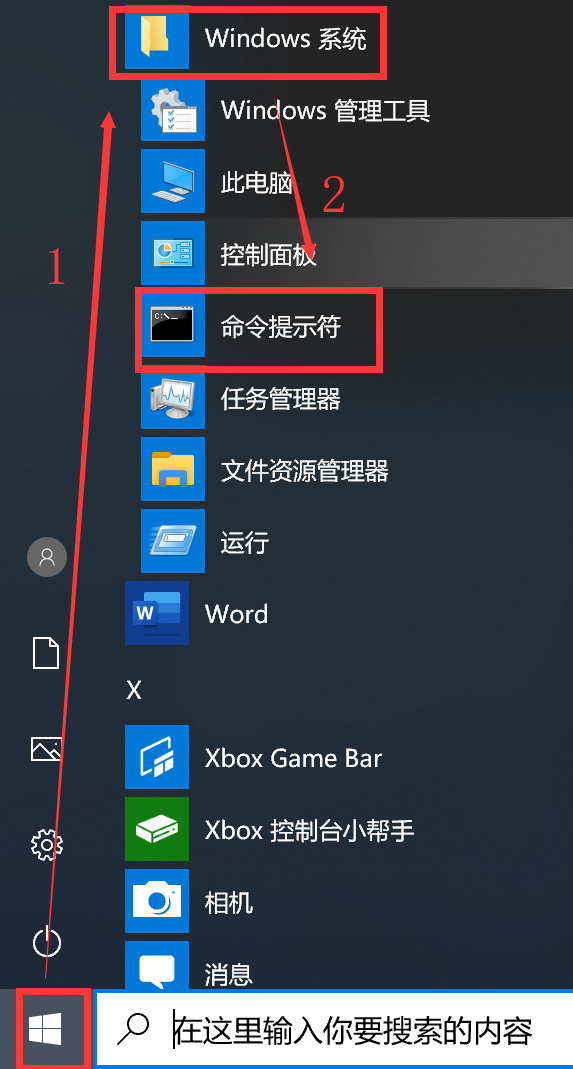 Windows 系统
Windows 管理工具
此电脑
2
控制面板
1
C:\_
命令提示符
任务管理器
文件资源管理器
运行
W
Word
X
Xbox Game Bar
Xbox 控制台小帮手
相机
消息
在这里输入你要搜索的内容